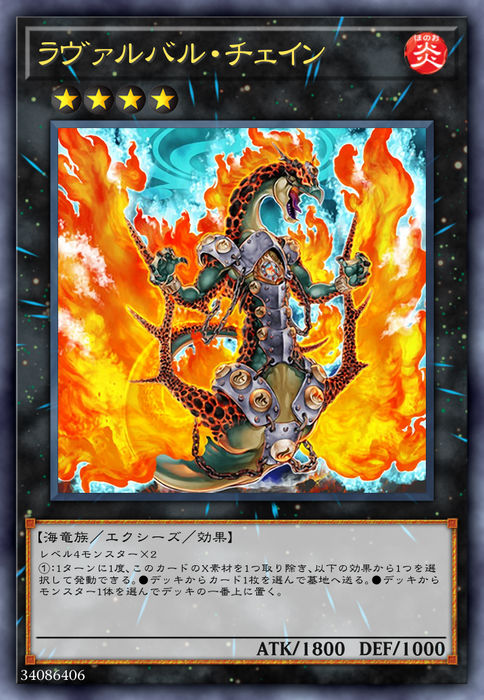 ラヴァルバル・チェイン
ほのお
炎
【海竜族／エクシーズ／効果】
レベル4モンスター×2
①：1ターンに1度、このカードのX素材を1つ取り除き、以下の効果から1つを選
択して発動できる。●デッキからカード1枚を選んで墓地へ送る。●デッキから
モンスター1体を選んでデッキの一番上に置く。
ATK/1800 DEF/1000
34086406